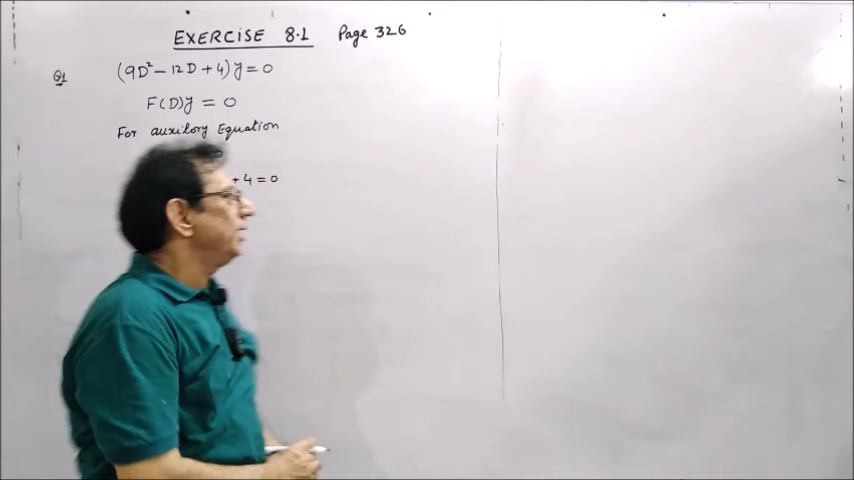 EXERCISE 8.1 Page 326
Q1 (9D² - 12D + 4) y = 0
F(D)y = 0
For auxilory Equation
+ 4 = 0